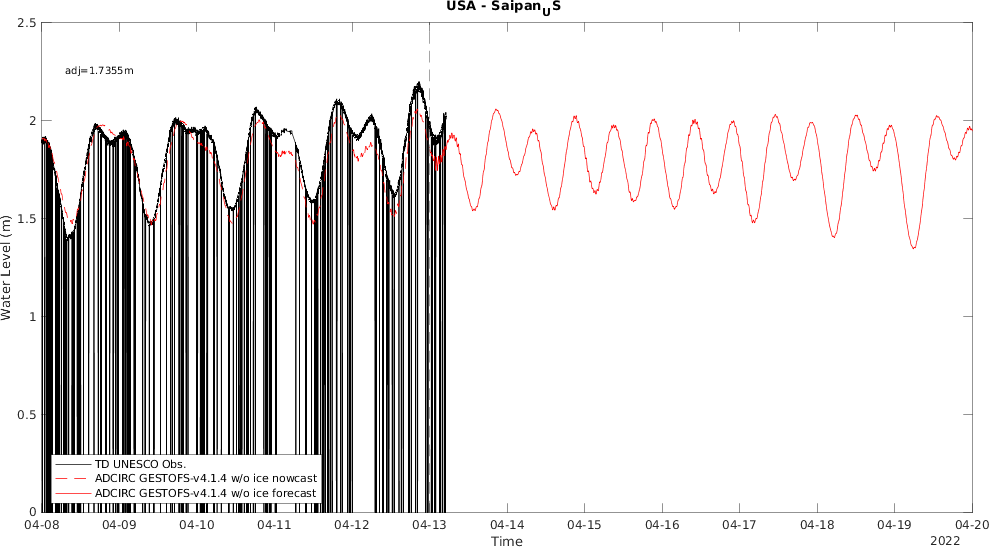 USA - Saipan_US
2.5
adj=1.7355m
2
1.5
Water Level (m)
1
0.5
TD UNESCO Obs.
ADCIRC GESTOFS-v4.1.4 w/o ice nowcast
ADCIRC GESTOFS-v4.1.4 w/o ice forecast
0
04-08 04-09 04-10 04-11 04-12 04-13 04-14 04-15 04-16 04-17 04-18 04-19 04-20
Time
2022